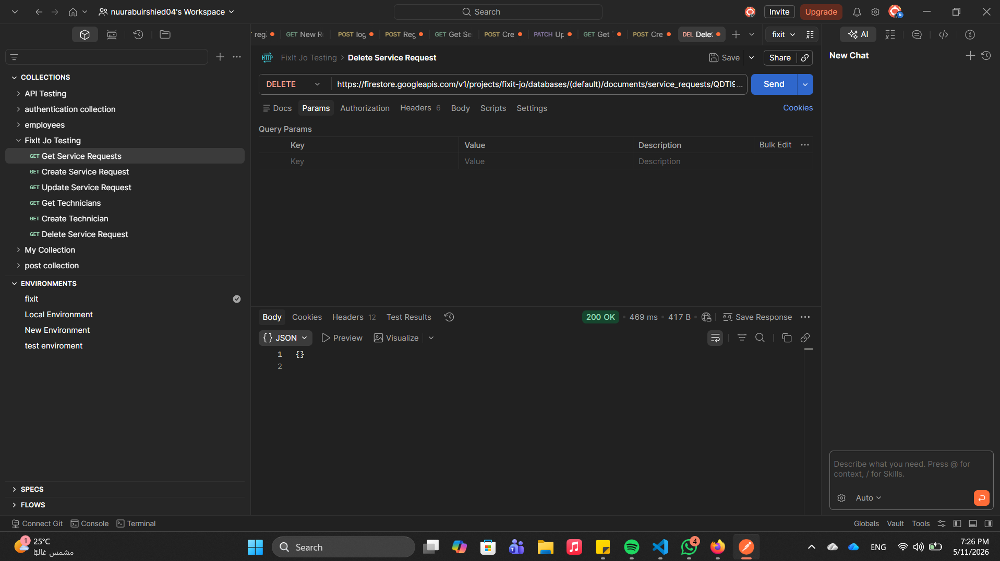 nuurabuirshied04's Workspace
Search
Invite
Upgrade
reg
GET New R
POST log
POST Reg
GET Get Se
POST Cre
PATCH Up
GET Get T
POST Cre
DEL Delet
fixit
AI
HTTP FixIt Jo Testing > Delete Service Request
Save
Share
New Chat
DELETE
https://firestore.googleapis.com/v1/projects/fixit-jo/databases/(default)/documents/service_requests/QDTI9...
Send
Docs
Params
Authorization
Headers 6
Body
Scripts
Settings
Cookies
Query Params
Key Value Description Bulk Edit
Key Value Description
COLLECTIONS
API Testing
authentication collection
employees
FixIt Jo Testing
GET Get Service Requests
GET Create Service Request
GET Update Service Request
GET Get Technicians
GET Create Technician
GET Delete Service Request
My Collection
post collection
ENVIRONMENTS
fixit
Local Environment
New Environment
test enviroment
SPECS
FLOWS
Body Cookies Headers 12 Test Results
200 OK • 469 ms • 417 B •
e.g. Save Response
{} JSON
Preview
Visualize
1 {}
2
Describe what you need. Press @ for
context, / for Skills.
Auto
Connect Git
Console
Terminal
Globals
Vault
Tools
1
25°C
مشمس غالبًا
Search
4
ENG
7:26 PM
5/11/2026